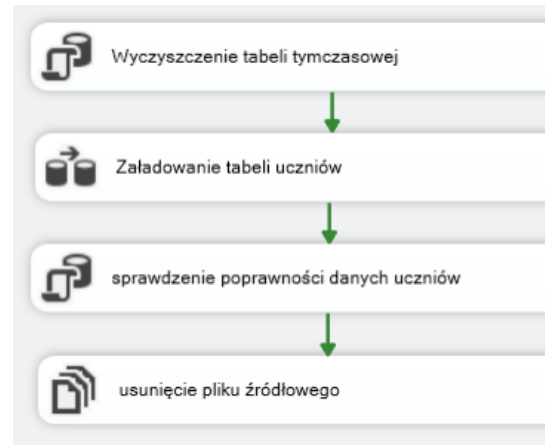 Wyczyszczenie tabeli tymczasowej
Załadowanie tabeli uczniów
sprawdzenie poprawności danych uczniów
usunięcie pliku źródłowego